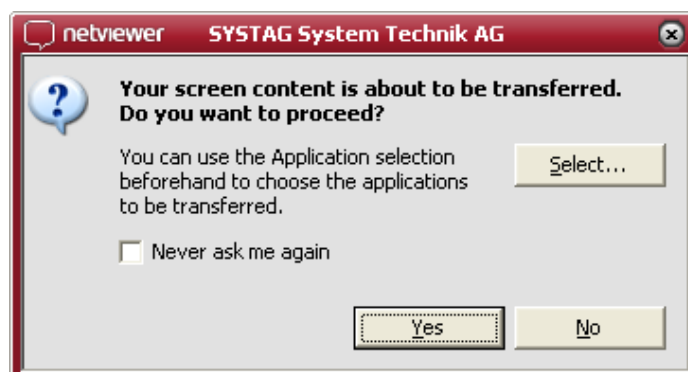 netviewer SYSTAG System Technik AG
Your screen content is about to be transferred.
Do you want to proceed?
You can use the Application selection
beforehand to choose the applications
to be transferred.
Select...
Never ask me again
Yes No